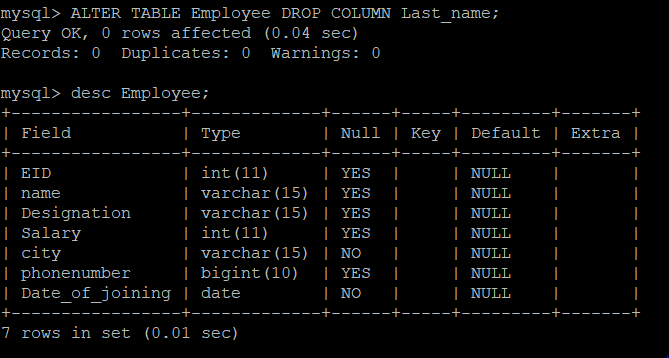 mysql> ALTER TABLE Employee DROP COLUMN Last_name;
Query OK, 0 rows affected (0.04 sec)
Records: 0  Duplicates: 0  Warnings: 0

mysql> desc Employee;
+-----------------+-------------+------+-----+---------+-------+
| Field           | Type        | Null | Key | Default | Extra |
+-----------------+-------------+------+-----+---------+-------+
| EID             | int(11)     | YES  |     | NULL    |       |
| name            | varchar(15) | YES  |     | NULL    |       |
| Designation     | varchar(15) | YES  |     | NULL    |       |
| Salary          | int(11)     | YES  |     | NULL    |       |
| city            | varchar(15) | NO   |     | NULL    |       |
| phonenumber     | bigint(10)  | YES  |     | NULL    |       |
| Date_of_joining | date        | NO   |     | NULL    |       |
+-----------------+-------------+------+-----+---------+-------+
7 rows in set (0.01 sec)